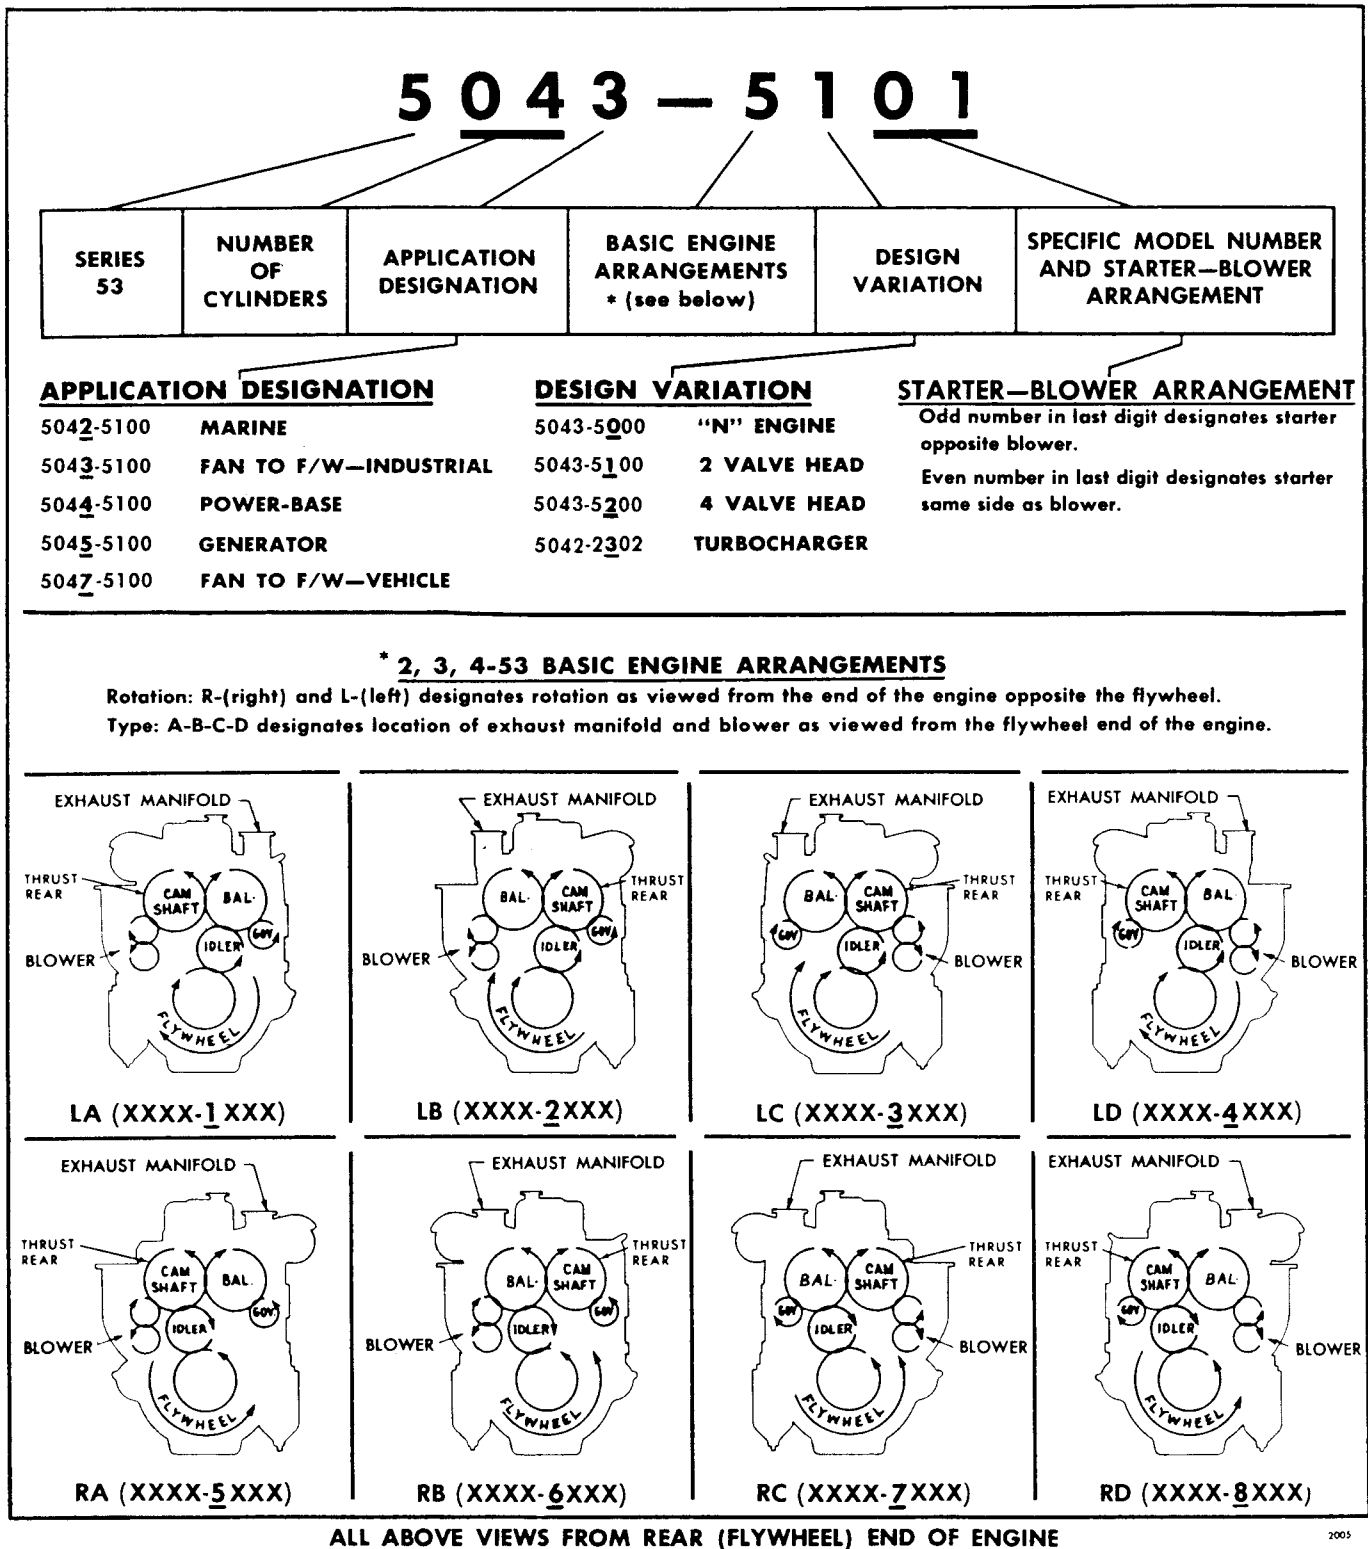 5043-5101
SERIES
53
NUMBER
OF
CYLINDERS
APPLICATION
DESIGNATION
BASIC ENGINE
ARRANGEMENTS
* (see below)
DESIGN
VARIATION
SPECIFIC MODEL NUMBER
AND STARTER—BLOWER
ARRANGEMENT
APPLICATION DESIGNATION
5042-5100 MARINE
5043-5100 FAN TO F/W—INDUSTRIAL
5044-5100 POWER-BASE
5045-5100 GENERATOR
5047-5100 FAN TO F/W—VEHICLE
DESIGN VARIATION
5043-5000 "N" ENGINE
5043-5100 2 VALVE HEAD
5043-5200 4 VALVE HEAD
5042-2302 TURBOCHARGER
STARTER—BLOWER ARRANGEMENT
Odd number in last digit designates starter
opposite blower.
Even number in last digit designates starter
same side as blower.
* 2, 3, 4-53 BASIC ENGINE ARRANGEMENTS
Rotation: R-(right) and L-(left) designates rotation as viewed from the end of the engine opposite the flywheel.
Type: A-B-C-D designates location of exhaust manifold and blower as viewed from the flywheel end of the engine.
EXHAUST MANIFOLD
THRUST
REAR
CAM
SHAFT
BAL.
GOV
IDLER
BLOWER
FLYWHEEL
LA (XXXX-1XXX)
EXHAUST MANIFOLD
BAL.
CAM
SHAFT
THRUST
REAR
GOV
IDLER
BLOWER
FLYWHEEL
LB (XXXX-2XXX)
EXHAUST MANIFOLD
BAL.
CAM
SHAFT
THRUST
REAR
GOV
IDLER
BLOWER
FLYWHEEL
LC (XXXX-3XXX)
EXHAUST MANIFOLD
THRUST
REAR
CAM
SHAFT
BAL.
GOV
IDLER
BLOWER
FLYWHEEL
LD (XXXX-4XXX)
EXHAUST MANIFOLD
THRUST
REAR
CAM
SHAFT
BAL.
GOV.
IDLER
BLOWER
FLYWHEEL
RA (XXXX-5XXX)
EXHAUST MANIFOLD
BAL.
CAM
SHAFT
THRUST
REAR
GOV
IDLER
BLOWER
FLYWHEEL
RB (XXXX-6XXX)
EXHAUST MANIFOLD
BAL.
CAM
SHAFT
THRUST
REAR
GOV
IDLER
BLOWER
FLYWHEEL
RC (XXXX-7XXX)
EXHAUST MANIFOLD
THRUST
REAR
CAM
SHAFT
BAL.
GOV
IDLER
BLOWER
FLYWHEEL
RD (XXXX-8XXX)
ALL ABOVE VIEWS FROM REAR (FLYWHEEL) END OF ENGINE
2005